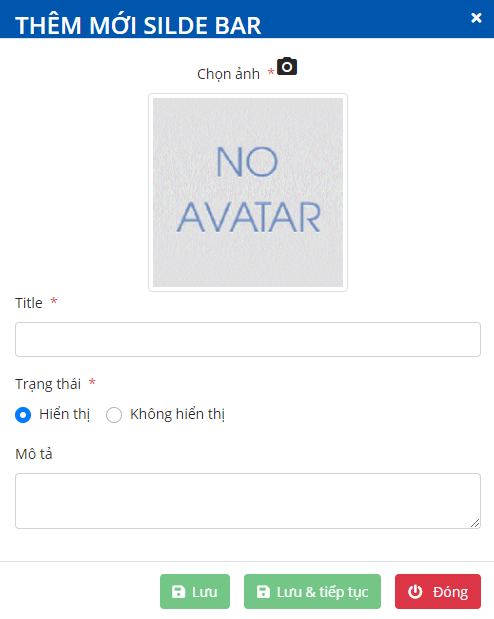 THÊM MỚI SILDE BAR
Chọn ảnh *
NO
AVATAR
Title *
Trạng thái *
Hiển thị Không hiển thị
Mô tả
Lưu Lưu & tiếp tục Đóng